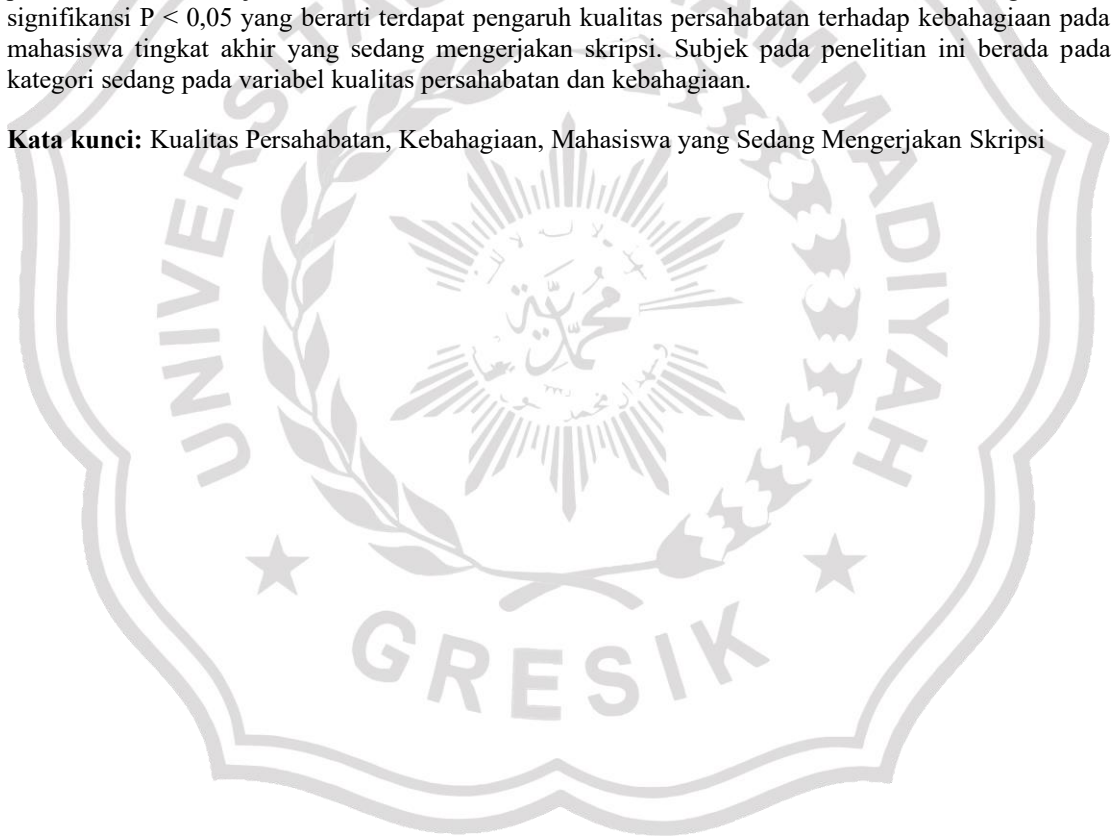 signifikansi P < 0,05 yang berarti terdapat pengaruh kualitas persahabatan terhadap kebahagiaan pada
mahasiswa tingkat akhir yang sedang mengerjakan skripsi. Subjek pada penelitian ini berada pada
kategori sedang pada variabel kualitas persahabatan dan kebahagiaan.
Kata kunci: Kualitas Persahabatan, Kebahagiaan, Mahasiswa yang Sedang Mengerjakan Skripsi
GRESIK